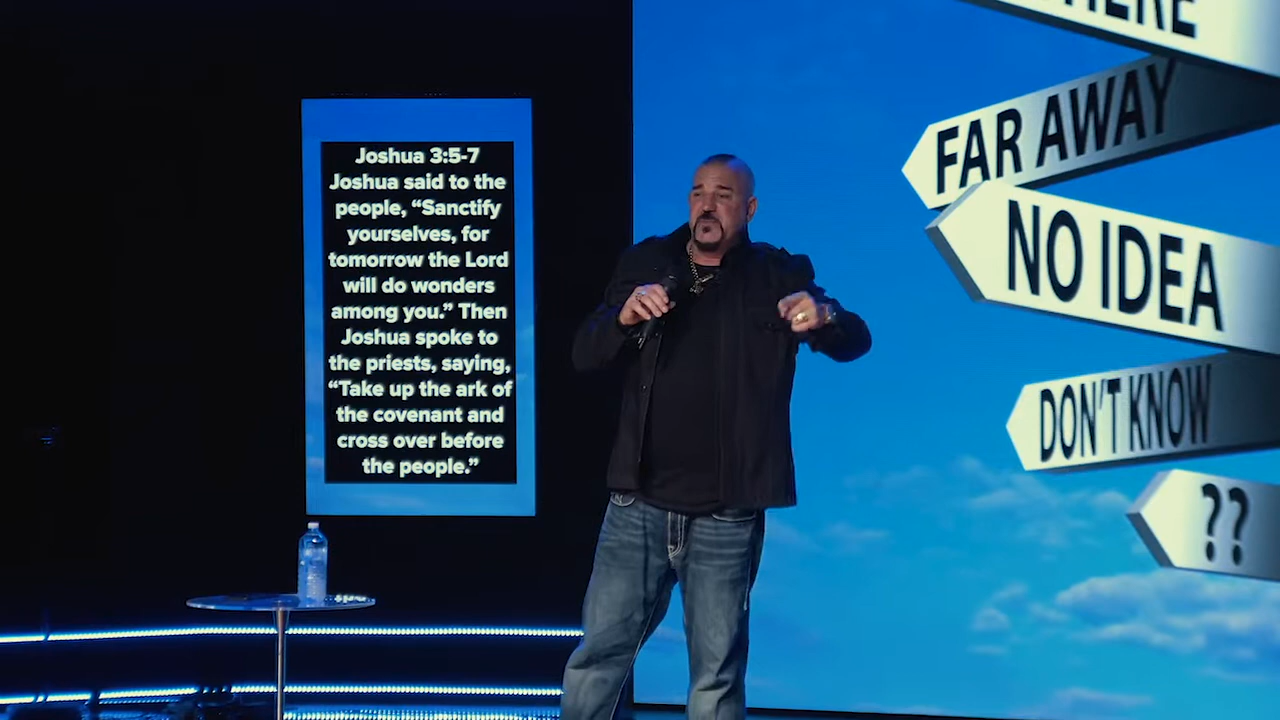 Joshua 3:5-7
Joshua said to the
people, “Sanctify
yourselves, for
tomorrow the Lord
will do wonders
among you.” Then
Joshua spoke to
the priests, saying,
“Take up the ark of
the covenant and
cross over before
the people.”
FAR AWAY
NO IDEA
DON'T KNOW
??